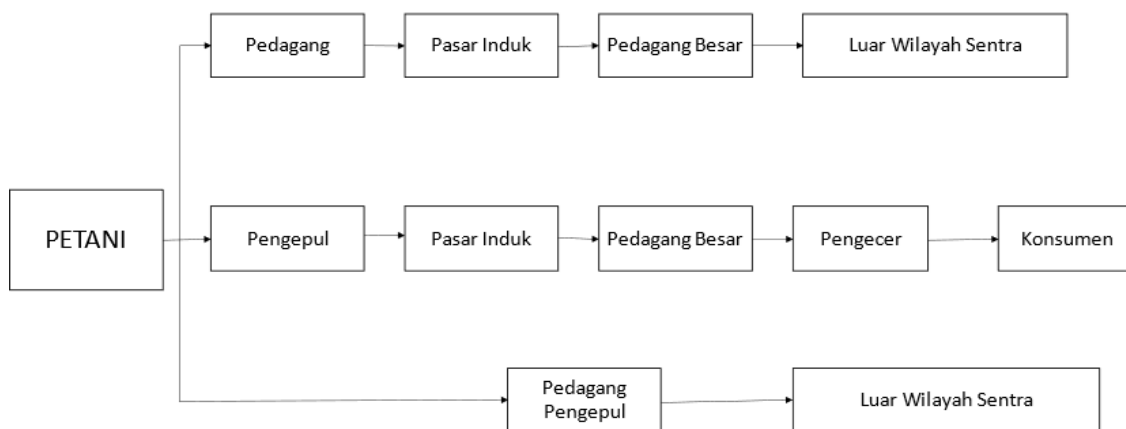 Pedagang
Pasar Induk
Pedagang Besar
Luar Wilayah Sentra
PETANI
Pengepul
Pasar Induk
Pedagang Besar
Pengecer
Konsumen
Pedagang
Pengepul
Luar Wilayah Sentra